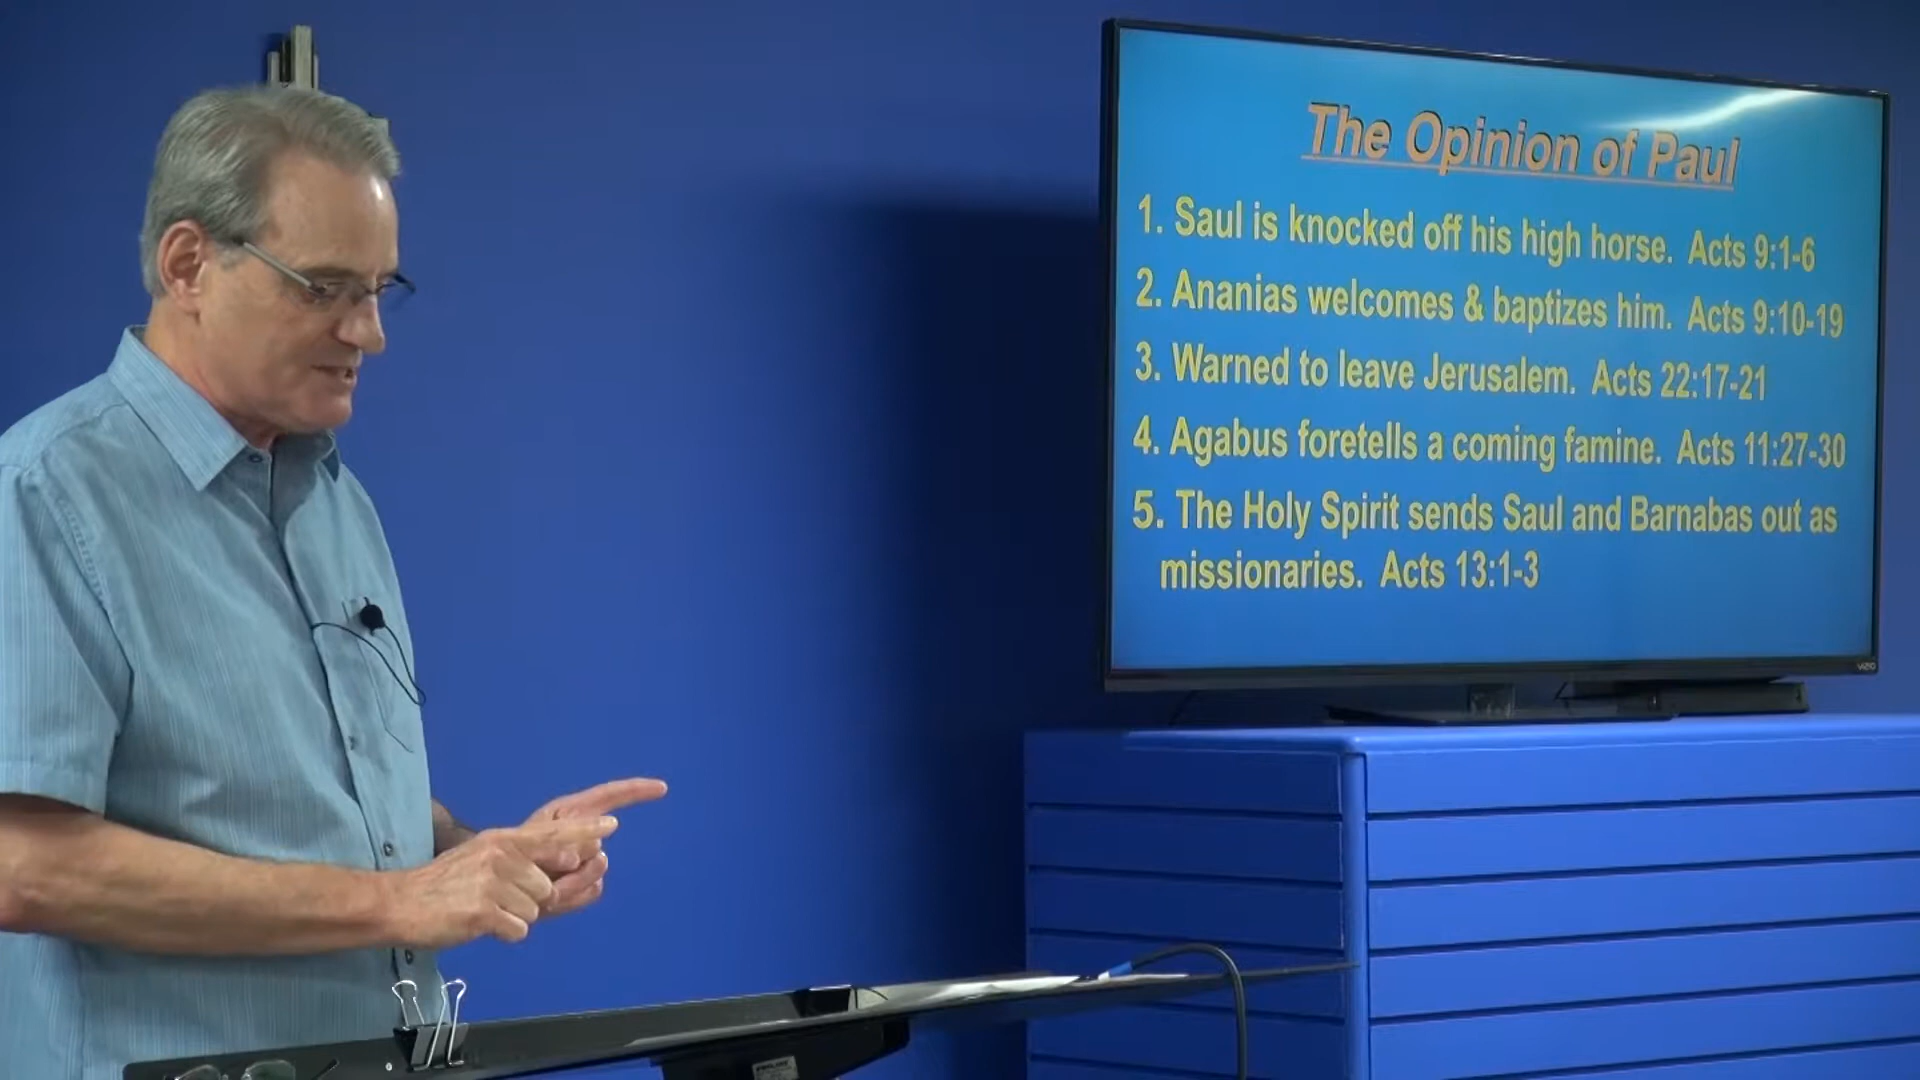 The Opinion of Paul
1. Saul is knocked off his high horse. Acts 9:1-6
2. Ananias welcomes & baptizes him. Acts 9:10-19
3. Warned to leave Jerusalem. Acts 22:17-21
4. Agabus foretells a coming famine. Acts 11:27-30
5. The Holy Spirit sends Saul and Barnabas out as
missionaries. Acts 13:1-3
VIZIO